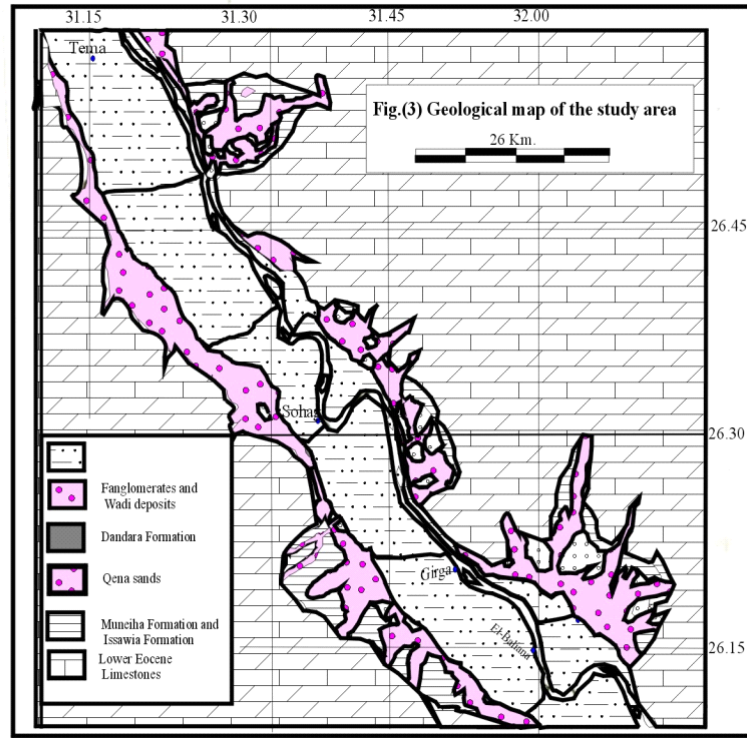 31.15 31.30 31.45 32.00
Tema
Fig.(3) Geological map of the study area
26 Km.
26.45
Sohag
26.30
Fanglomerates and
Wadi deposits
Dandara Formation
Qena sands
Muneiha Formation and
Issawia Formation
Lower Eocene
Limestones
Girga
26.15